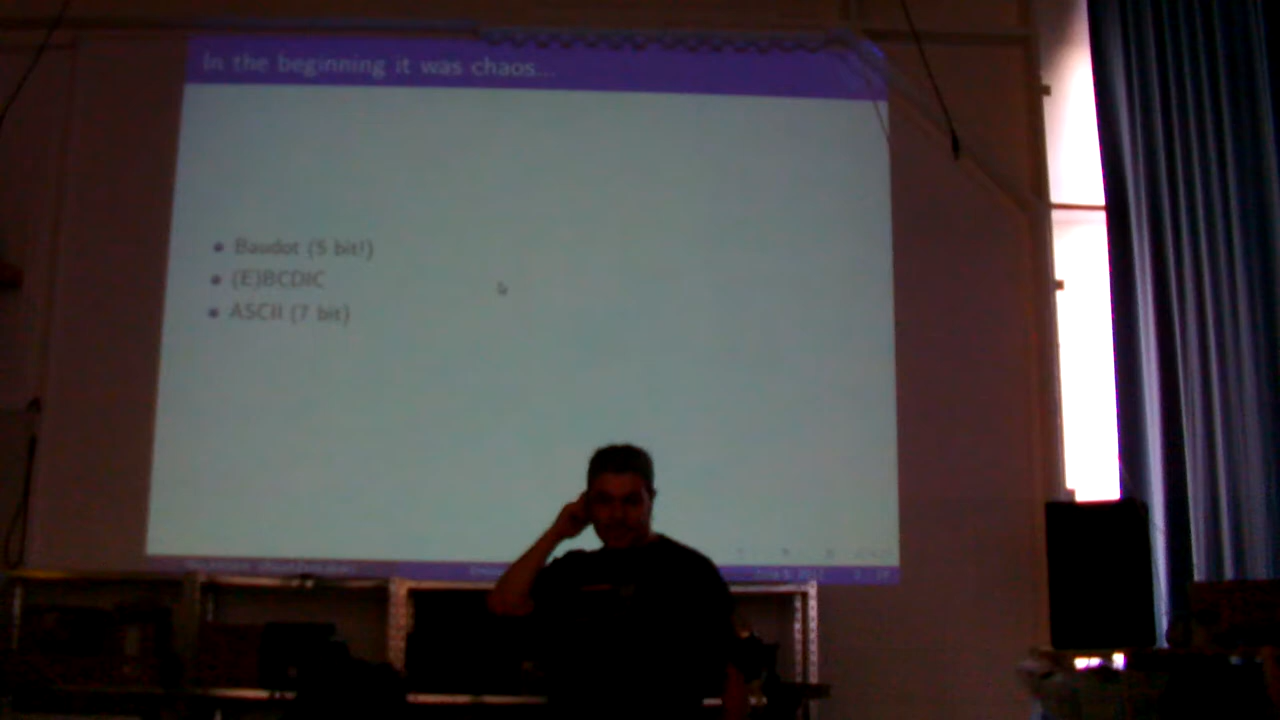 In the beginning it was chaos...
Baudot (5 bit!)
(E)BCDIC
ASCII (7 bit)